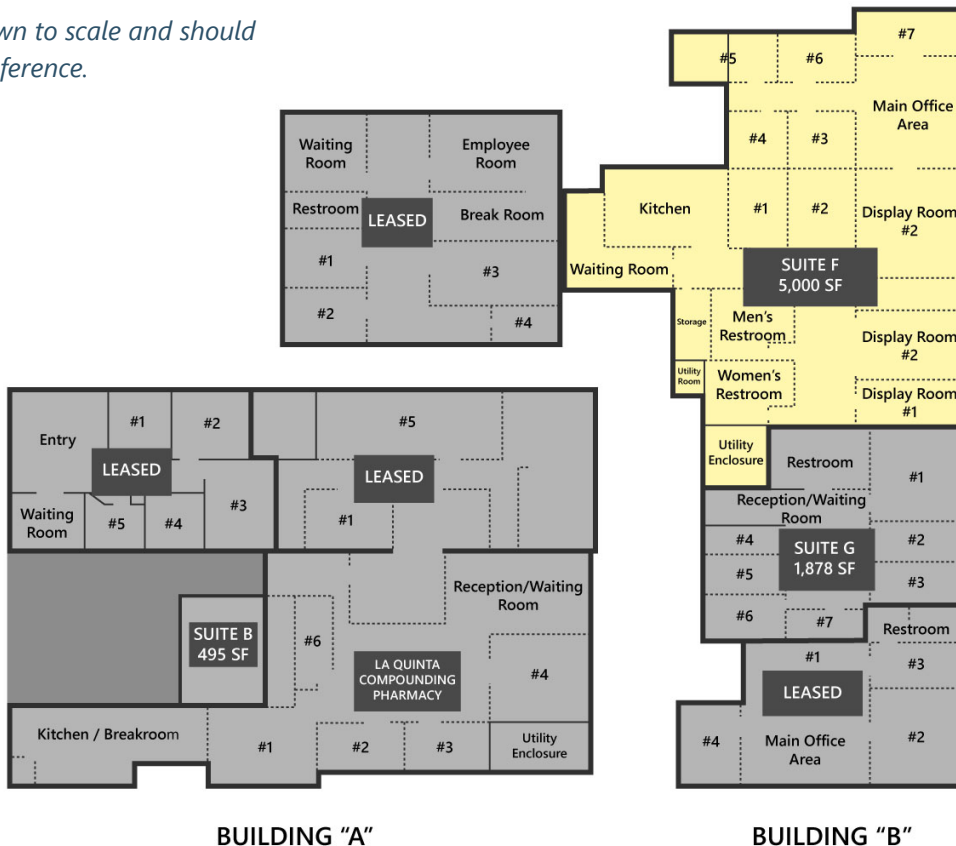 wn to scale and should
ference.
Waiting
Room
Employee
Room
Restroom
LEASED
Break Room
#1
#3
#2
#4
#7
#5
#6
Main Office
Area
#4
#3
Kitchen
#1
#2
Display Room
#2
Waiting Room
SUITE F
5,000 SF
Storage
Men's
Restroom
Display Room
#2
Utility
Room
Women's
Restroom
Display Room
#1
Utility
Enclosure
Restroom
#1
Reception/Waiting
Room
#4
SUITE G
1,878 SF
#2
#5
#3
#6
#7
Restroom
#1
#3
LEASED
#4
Main Office
Area
#2
Entry
#1
#2
LEASED
Waiting
Room
#5
#4
#3
#5
LEASED
#1
Reception/Waiting
Room
SUITE B
495 SF
#6
LA QUINTA
COMPOUNDING
PHARMACY
#4
Kitchen / Breakroom
#1
#2
#3
Utility
Enclosure
BUILDING “A”
BUILDING “B”